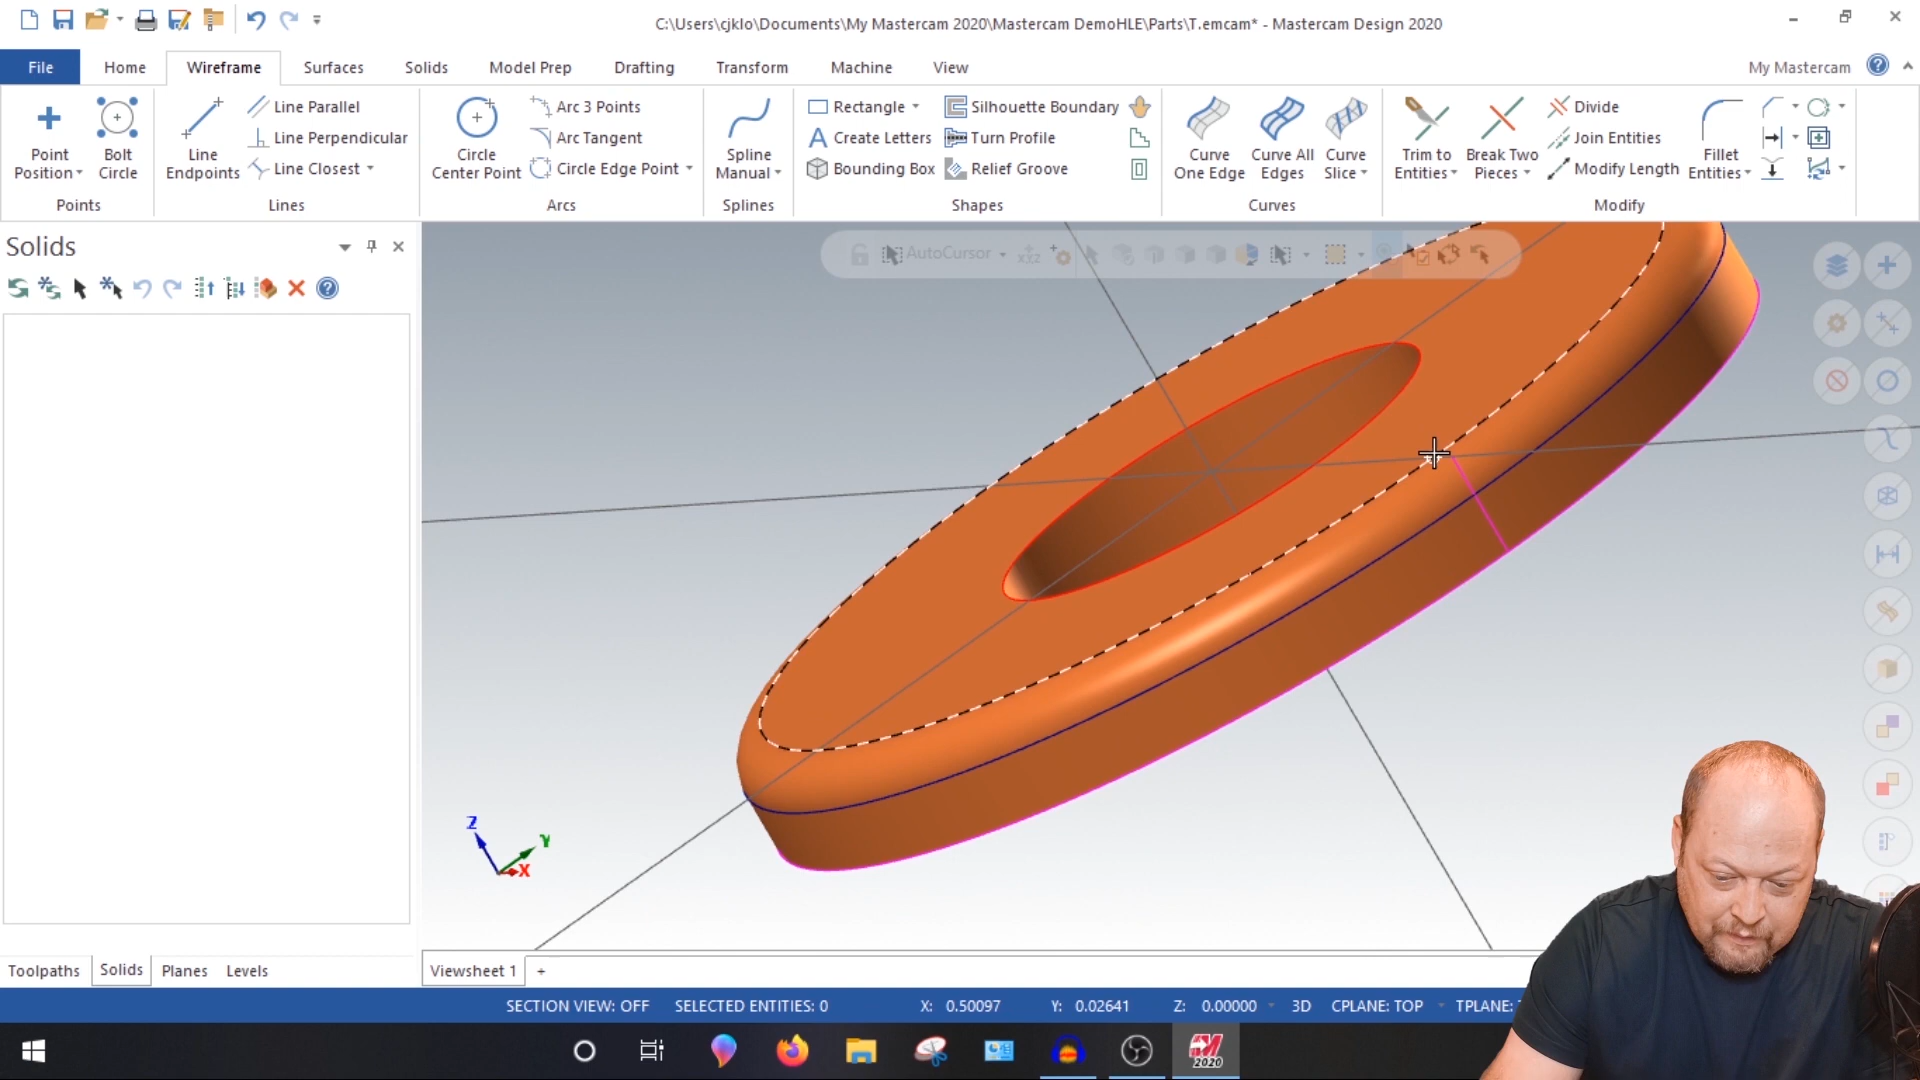 C:\Users\cjklo\Documents\My Mastercam 2020\Mastercam DemoHLE\Parts\T.emcam* - Mastercam Design 2020
File Home Wireframe Surfaces Solids Model Prep Drafting Transform Machine View My Mastercam
Point Position
Bolt Circle
Points
Line Endpoints
Line Parallel
Line Perpendicular
Line Closest
Lines
Circle Center Point
Arc 3 Points
Arc Tangent
Circle Edge Point
Arcs
Spline Manual
Splines
Rectangle
Create Letters
Bounding Box
Silhouette Boundary
Turn Profile
Relief Groove
Shapes
Curve One Edge
Curve All Edges
Curve Slice
Curves
Trim to Entities
Break Two Pieces
Divide
Join Entities
Modify Length
Fillet Entities
Modify
Solids
AutoCursor
Z
Y
X
Toolpaths Solids Planes Levels
Viewsheet 1 +
SECTION VIEW: OFF SELECTED ENTITIES: 0 X: 0.50097 Y: 0.02641 Z: 0.00000 3D CPLANE: TOP TPLANE:
2020